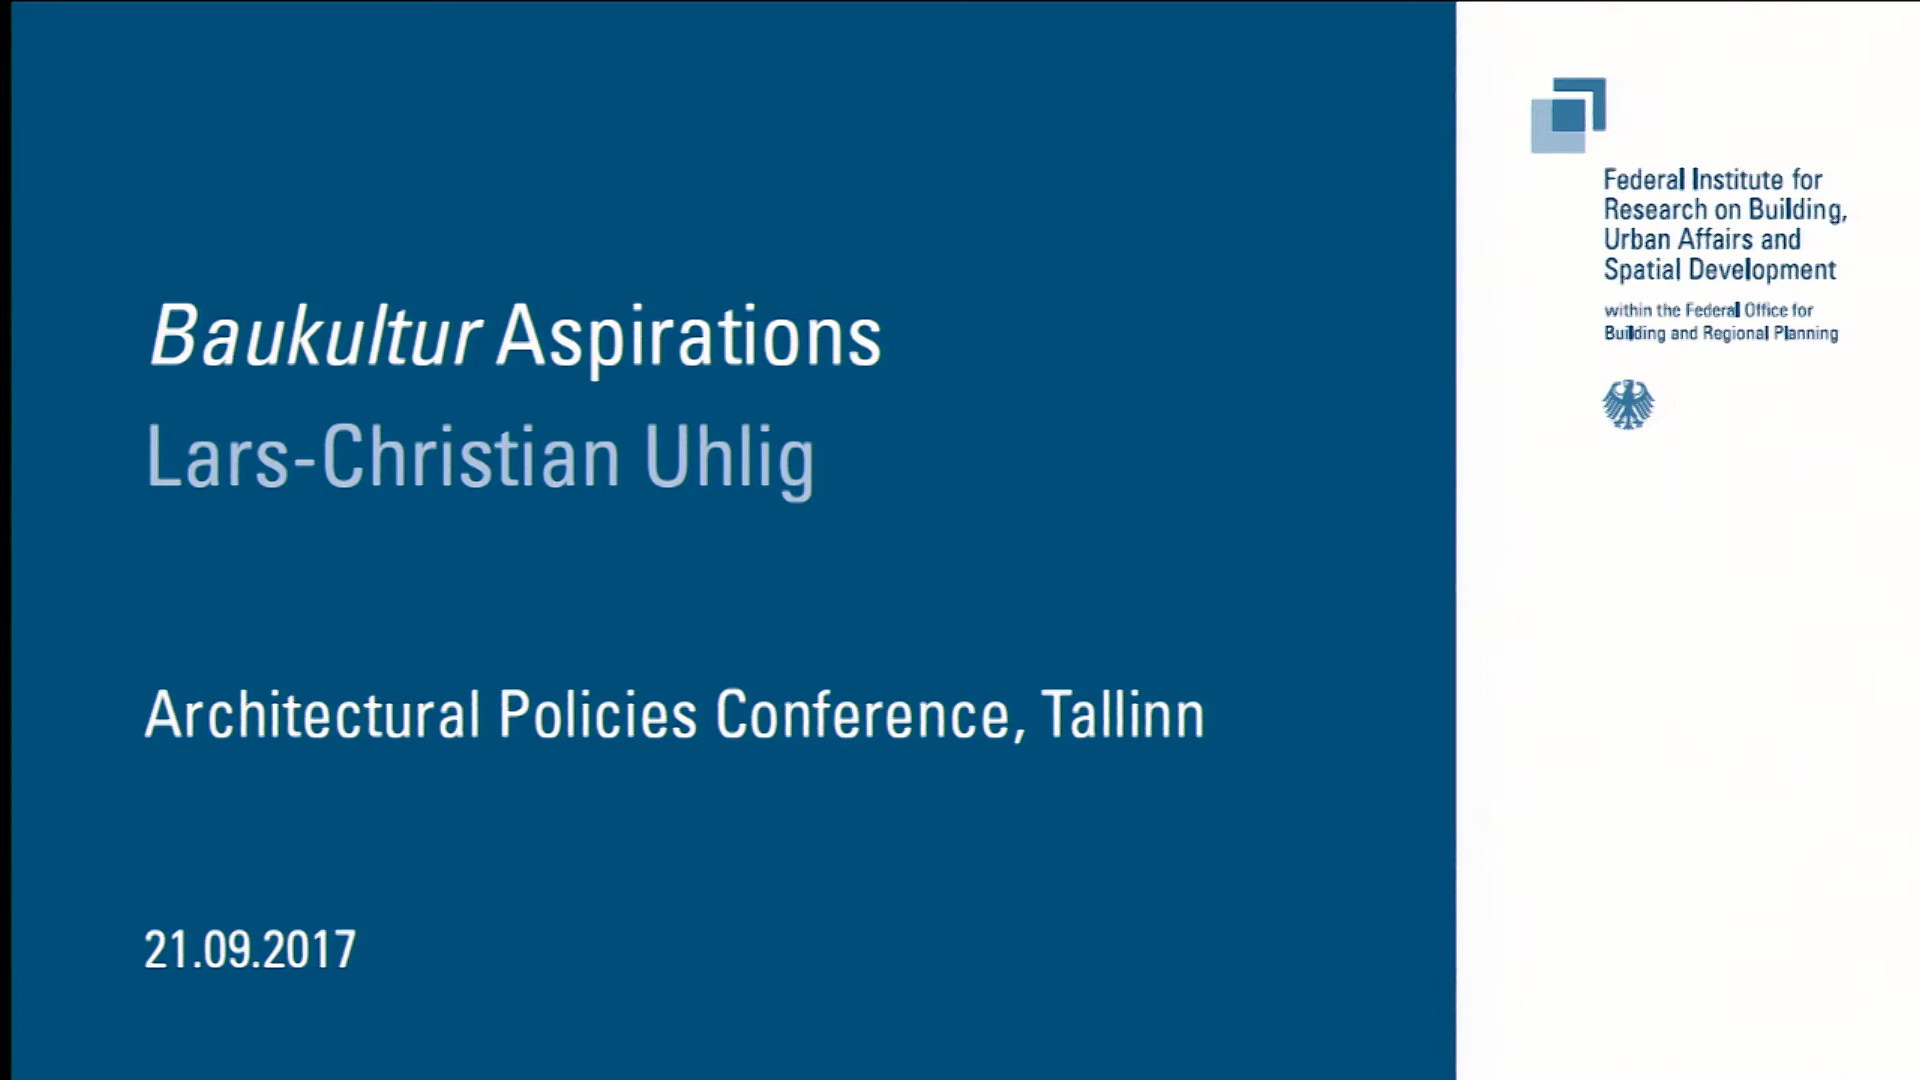 Baukultur Aspirations
Lars-Christian Uhlig
Architectural Policies Conference, Tallinn
21.09.2017
Federal Institute for
Research on Building,
Urban Affairs and
Spatial Development
within the Federal Office for
Building and Regional Planning